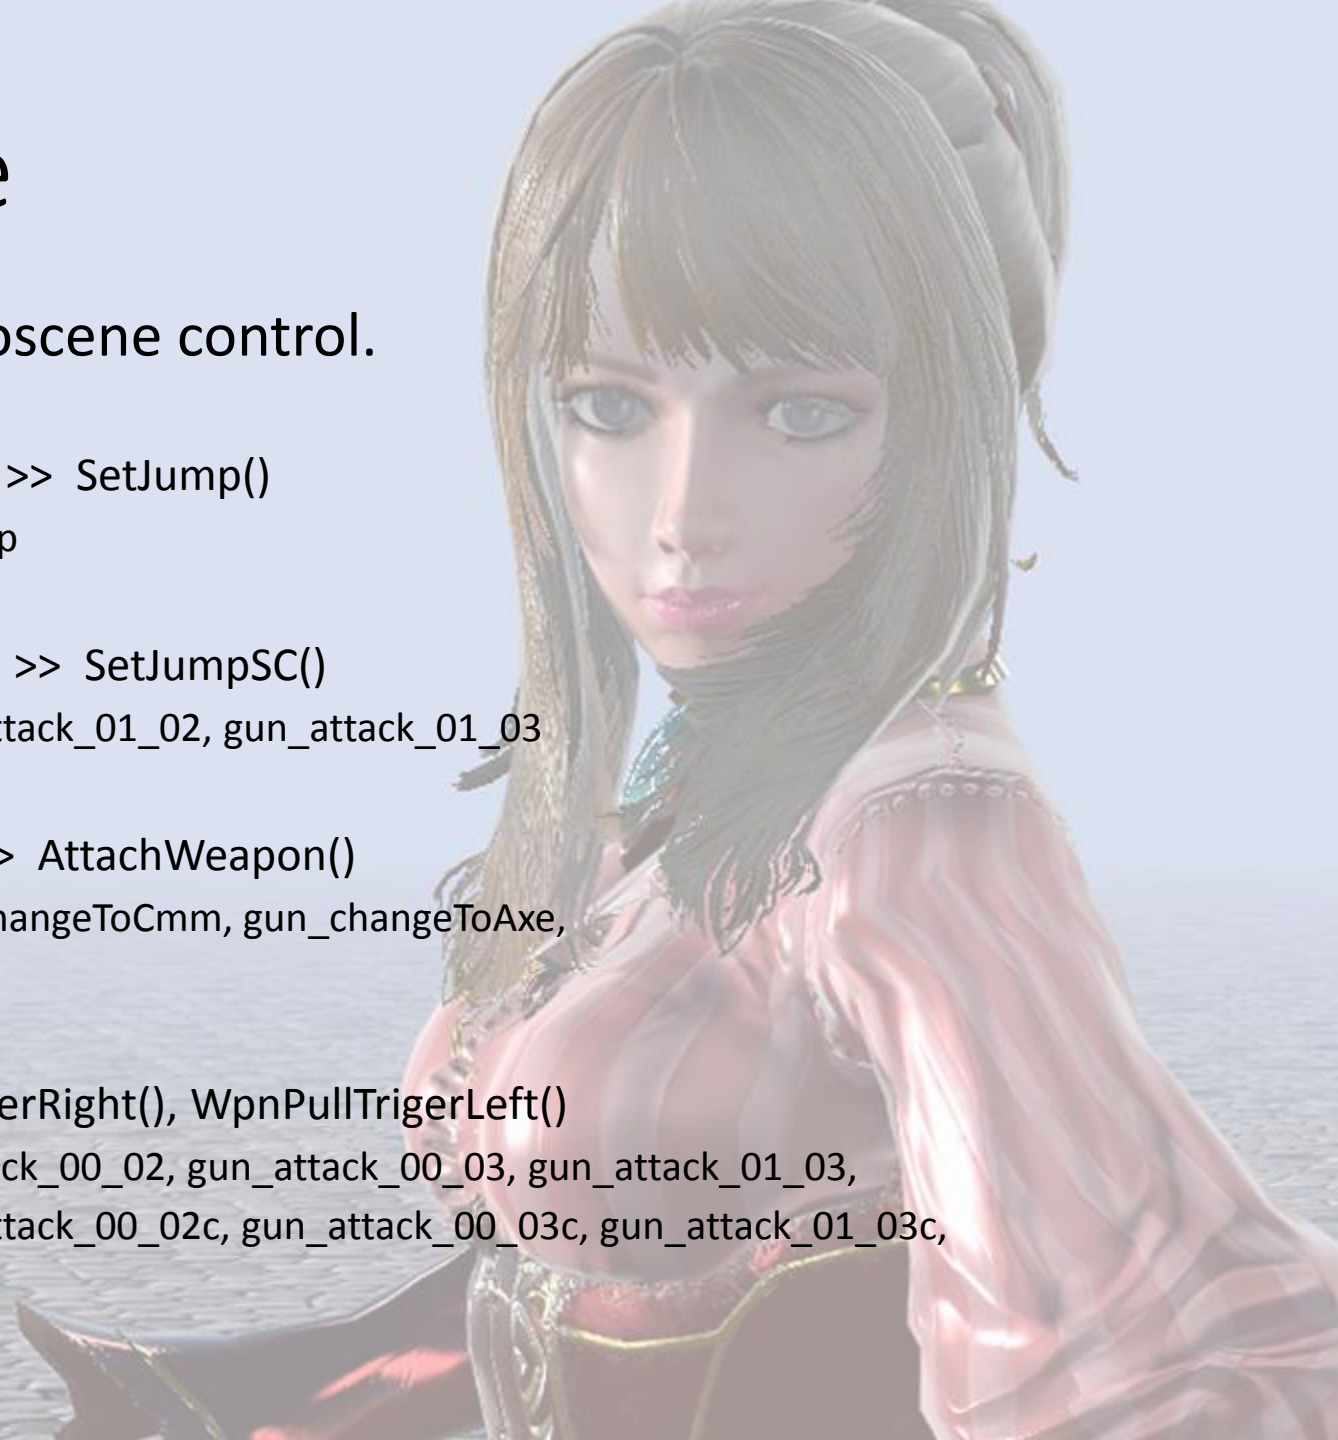 e
oscene control.
>> SetJump()
p
>> SetJumpSC()
ttack_01_02, gun_attack_01_03
> AttachWeapon()
hangeToCmm, gun_changeToAxe,
erRight(), WpnPullTrigerLeft()
ck_00_02, gun_attack_00_03, gun_attack_01_03,
ttack_00_02c, gun_attack_00_03c, gun_attack_01_03c,